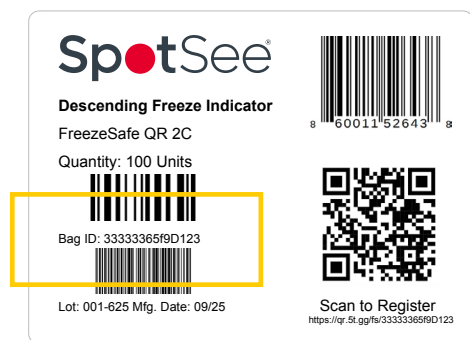 SpotSee®
Descending Freeze Indicator
FreezeSafe QR 2C
Quantity: 100 Units
Bag ID: 33333365f9D123
Lot: 001-625 Mfg. Date: 09/25
8 60011 52643 8
Scan to Register
https://qr.5t.gg/fs/33333365f9D123